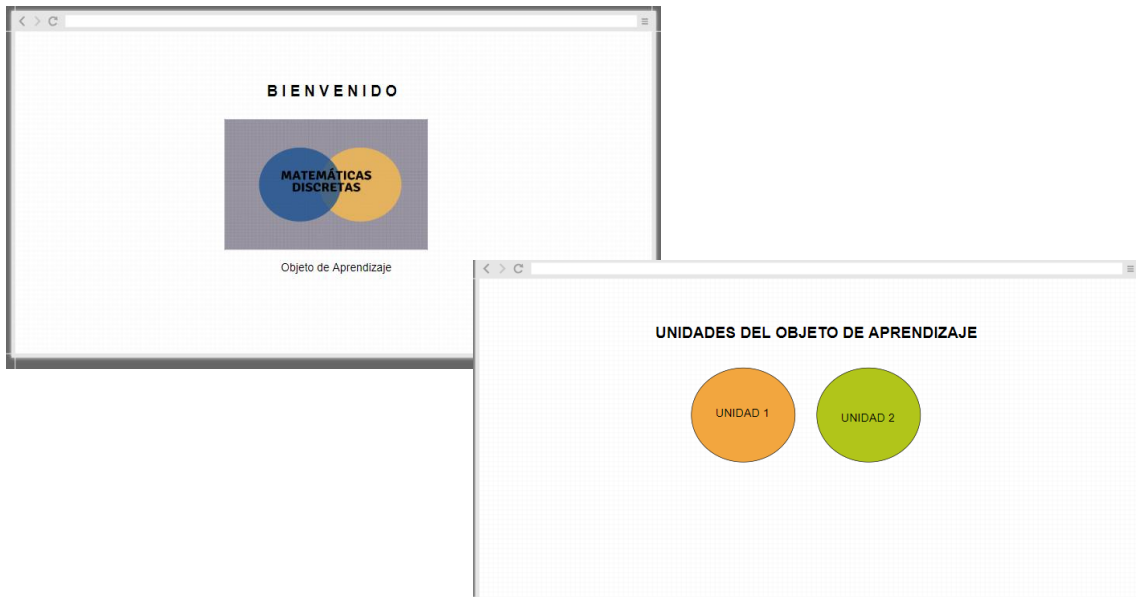 BIENVENIDO
MATEMÁTICAS
DISCRETAS
Objeto de Aprendizaje
UNIDADES DEL OBJETO DE APRENDIZAJE
UNIDAD 1
UNIDAD 2